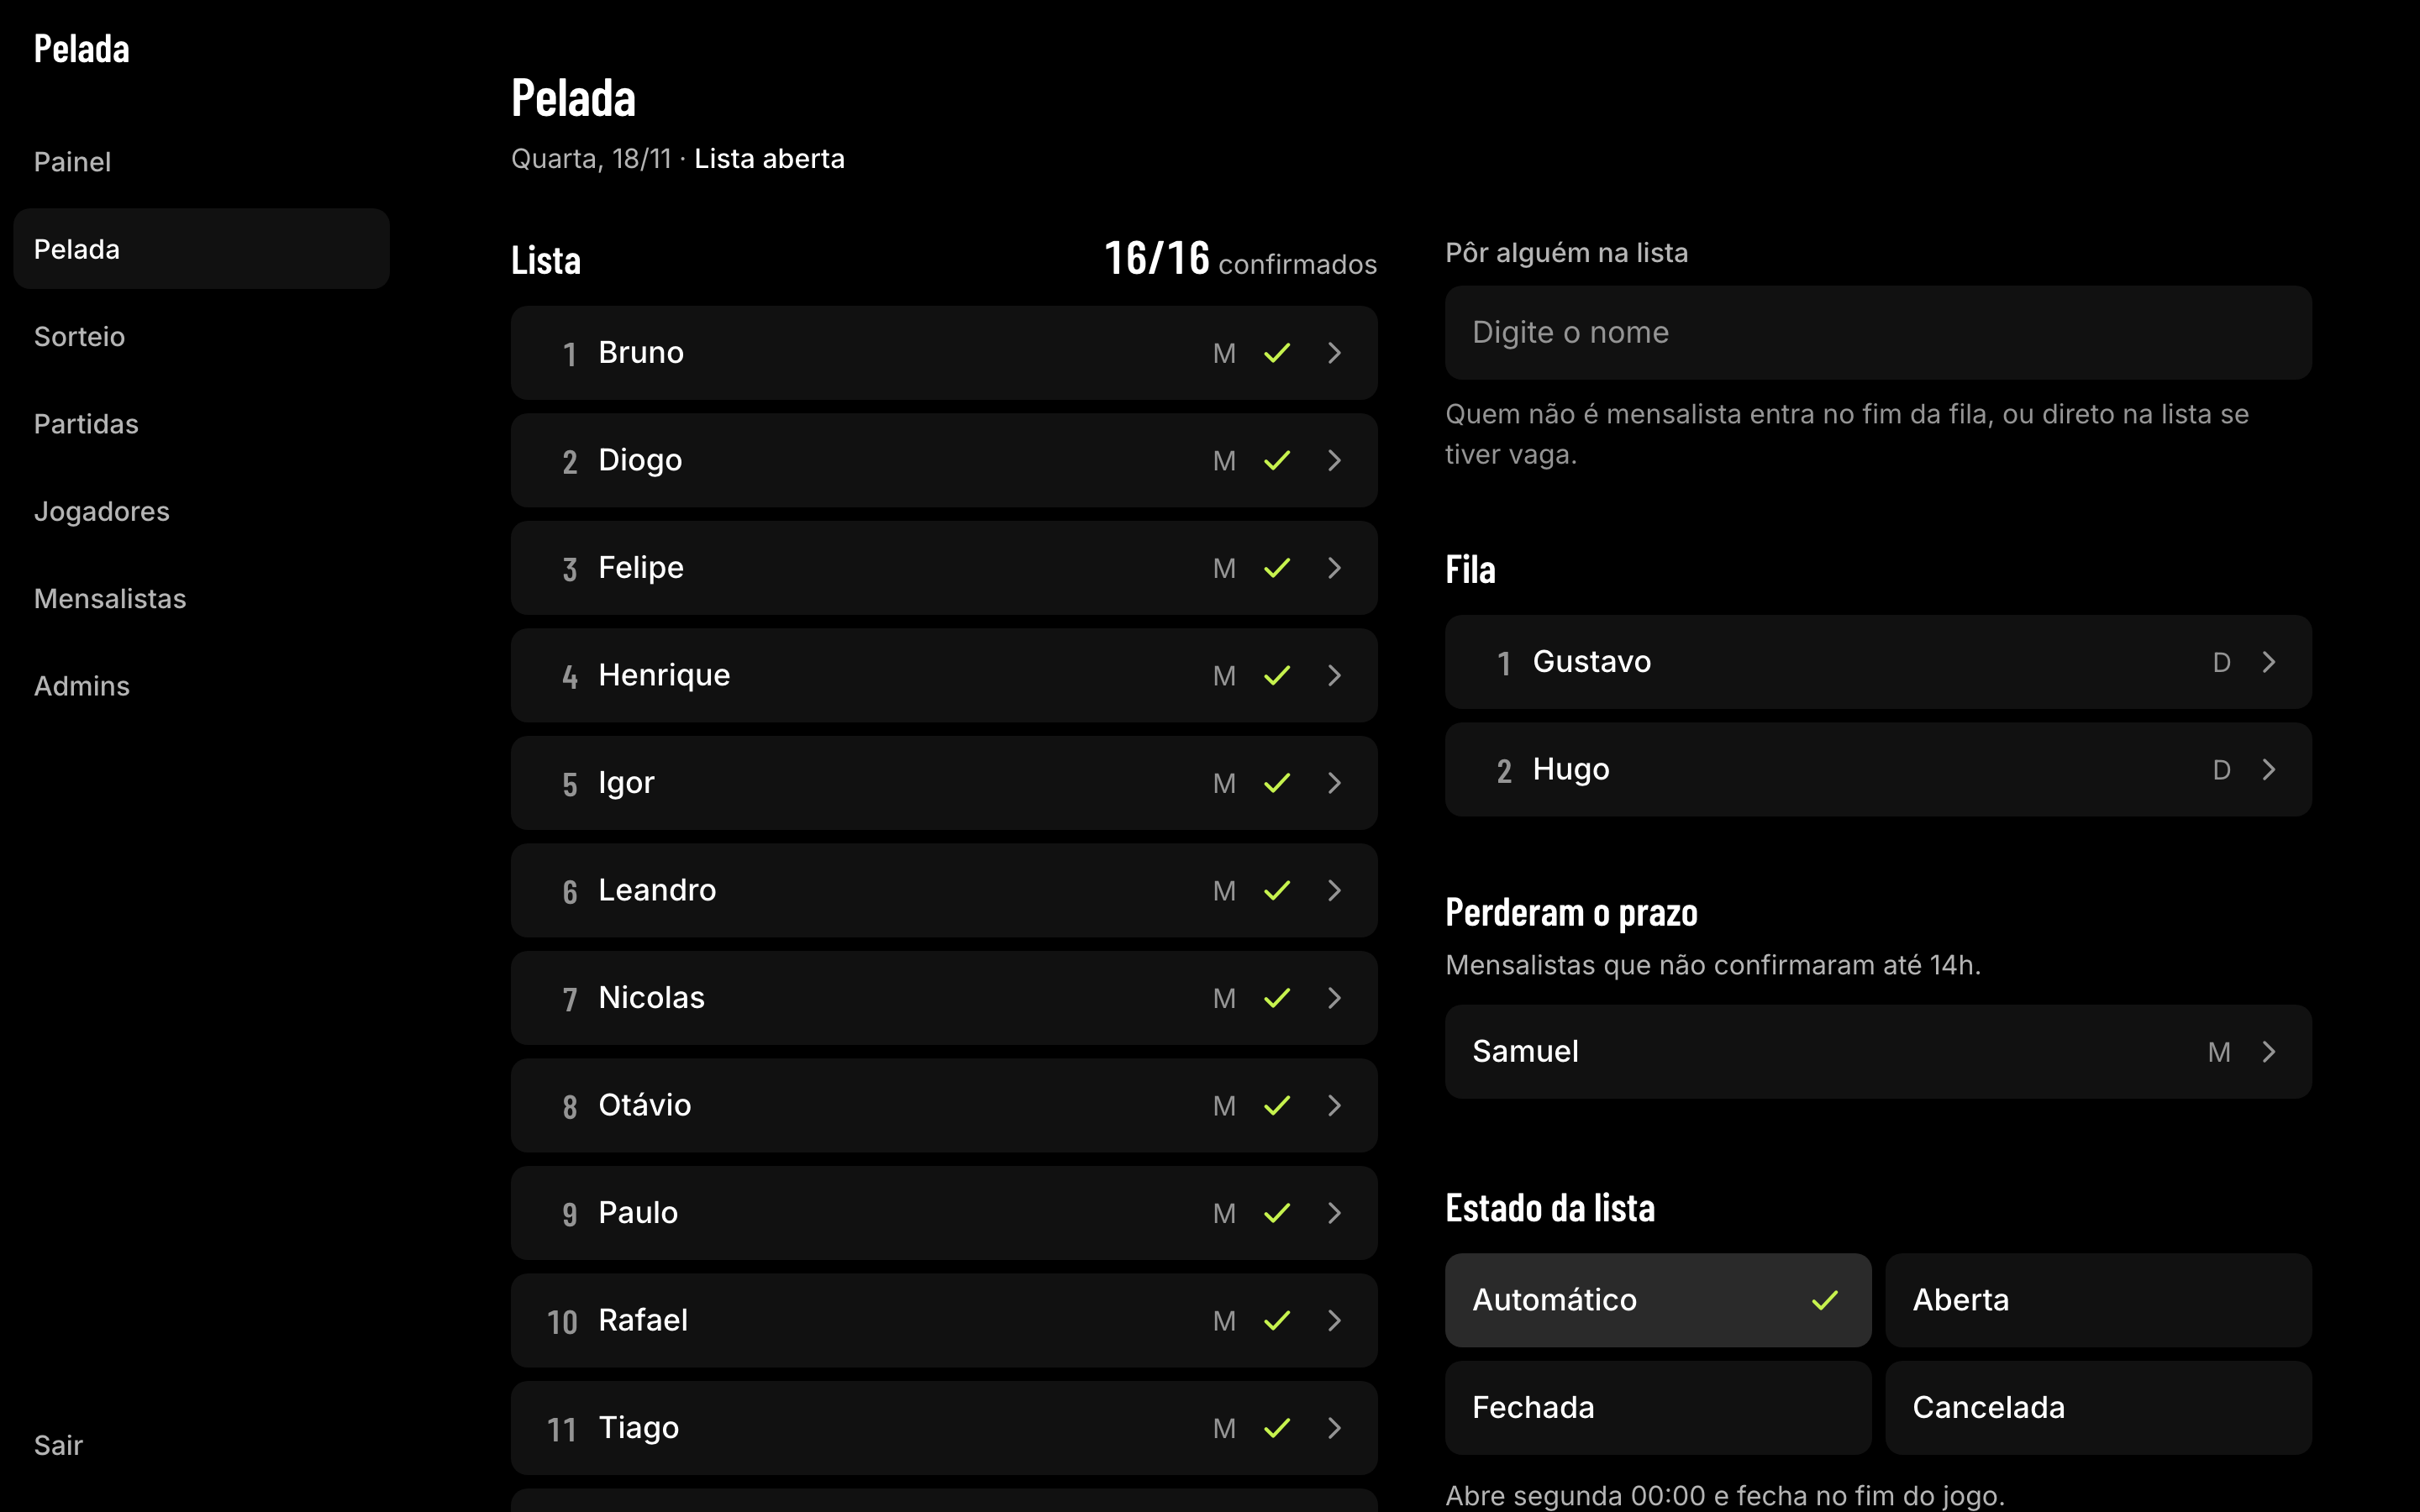 Pelada
Painel
Pelada
Sorteio
Partidas
Jogadores
Mensalistas
Admins
Sair
Pelada
Quarta, 18/11 · Lista aberta
Lista
16/16 confirmados
1 Bruno M
2 Diogo M
3 Felipe M
4 Henrique M
5 Igor M
6 Leandro M
7 Nicolas M
8 Otávio M
9 Paulo M
10 Rafael M
11 Tiago M
Pôr alguém na lista
Digite o nome
Quem não é mensalista entra no fim da fila, ou direto na lista se
tiver vaga.
Fila
1 Gustavo D
2 Hugo D
Perderam o prazo
Mensalistas que não confirmaram até 14h.
Samuel M
Estado da lista
Automático
Aberta
Fechada
Cancelada
Abre segunda 00:00 e fecha no fim do jogo.